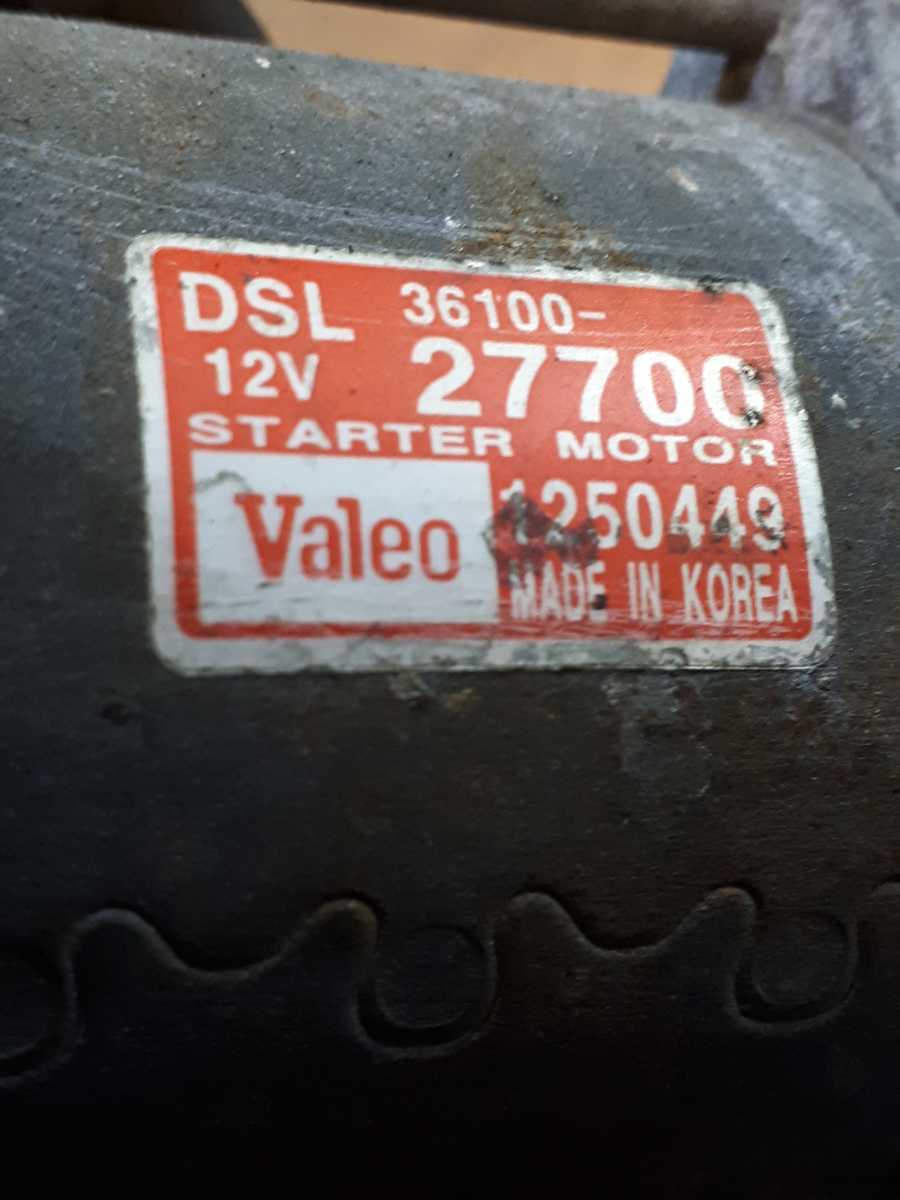 DSL 36100-
12V 27700
STARTER MOTOR
Valeo 1250449
MADE IN KOREA